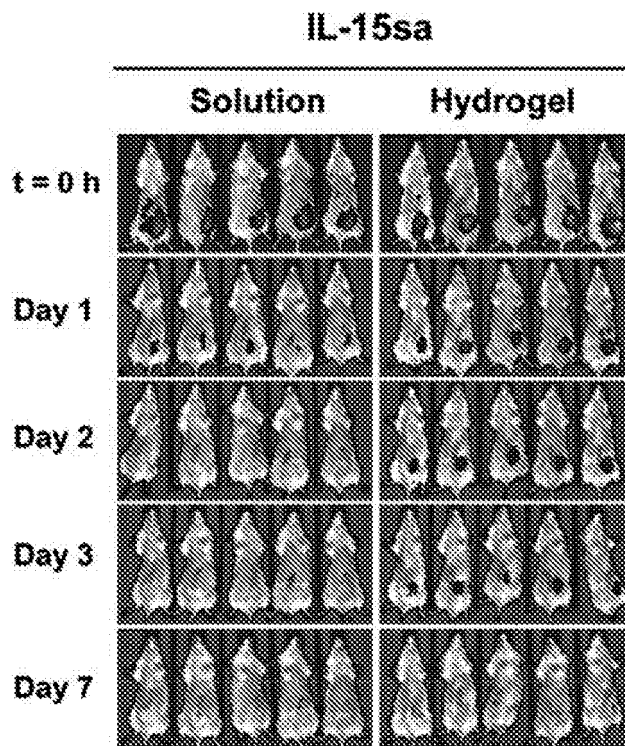 IL-15sa
Solution Hydrogel
t = 0 h
Day 1
Day 2
Day 3
Day 7